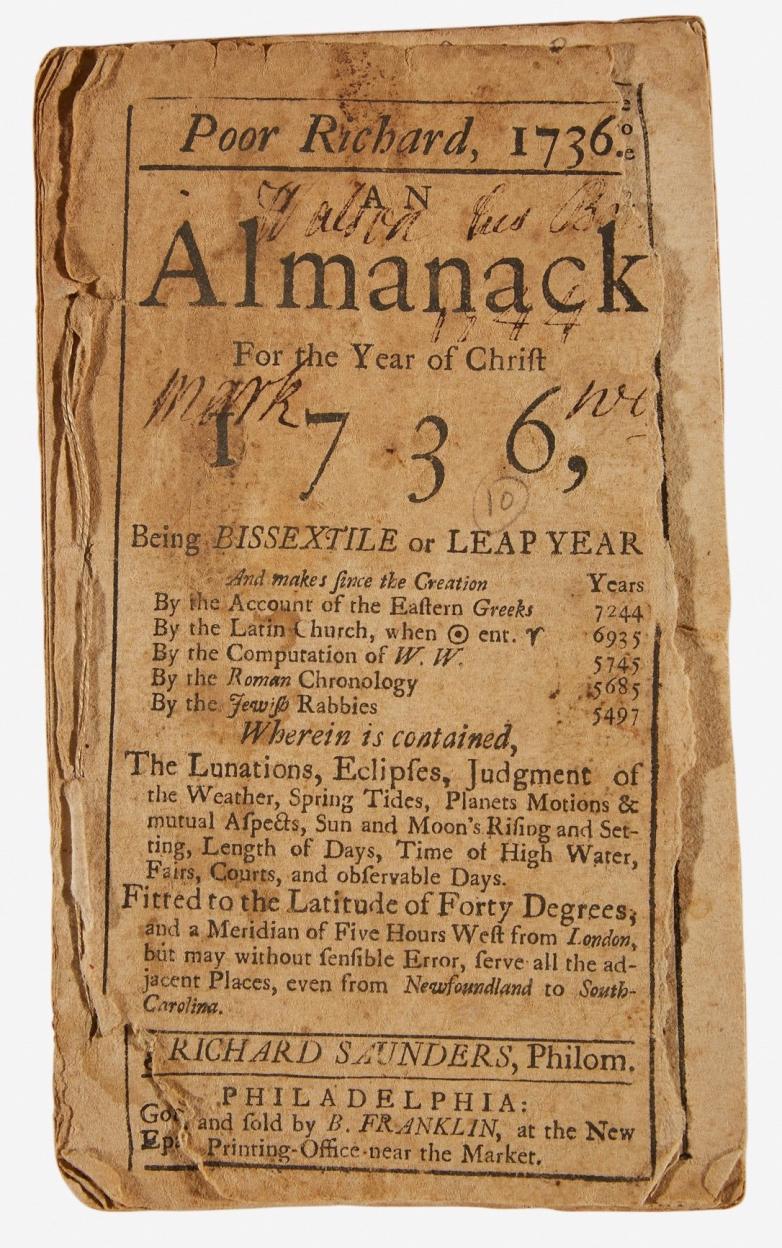 Poor Richard, 1736.
AN
Walton his
Almanack
1744
For the Year of Christ
mark
1736,
10
Being BISSEXTILE or LEAP YEAR
And makes ſince the Creation Years
By the Account of the Eaſtern Greeks 7244
By the Latin Church, when ☉ ent. ♈ 6935
By the Computation of W. W. 5745
By the Roman Chronology 5685
By the Jewiſh Rabbies 5497
Wherein is contained,
The Lunations, Eclipſes, Judgment of
the Weather, Spring Tides, Planets Motions &
mutual Aſpects, Sun and Moon's Riſing and Set-
ting, Length of Days, Time of High Water,
Fairs, Courts, and obſervable Days.
Fitted to the Latitude of Forty Degrees,
and a Meridian of Five Hours Weſt from London,
but may without ſenſible Error, ſerve all the ad-
jacent Places, even from Newfoundland to South-
Carolina.
RICHARD SAUNDERS, Philom.
PHILADELPHIA:
and ſold by B. FRANKLIN, at the New
Printing-Office near the Market.